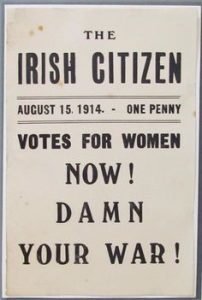 THE
IRISH CITIZEN
AUGUST 15. 1914. - ONE PENNY
VOTES FOR WOMEN
NOW!
DAMN
YOUR WAR!